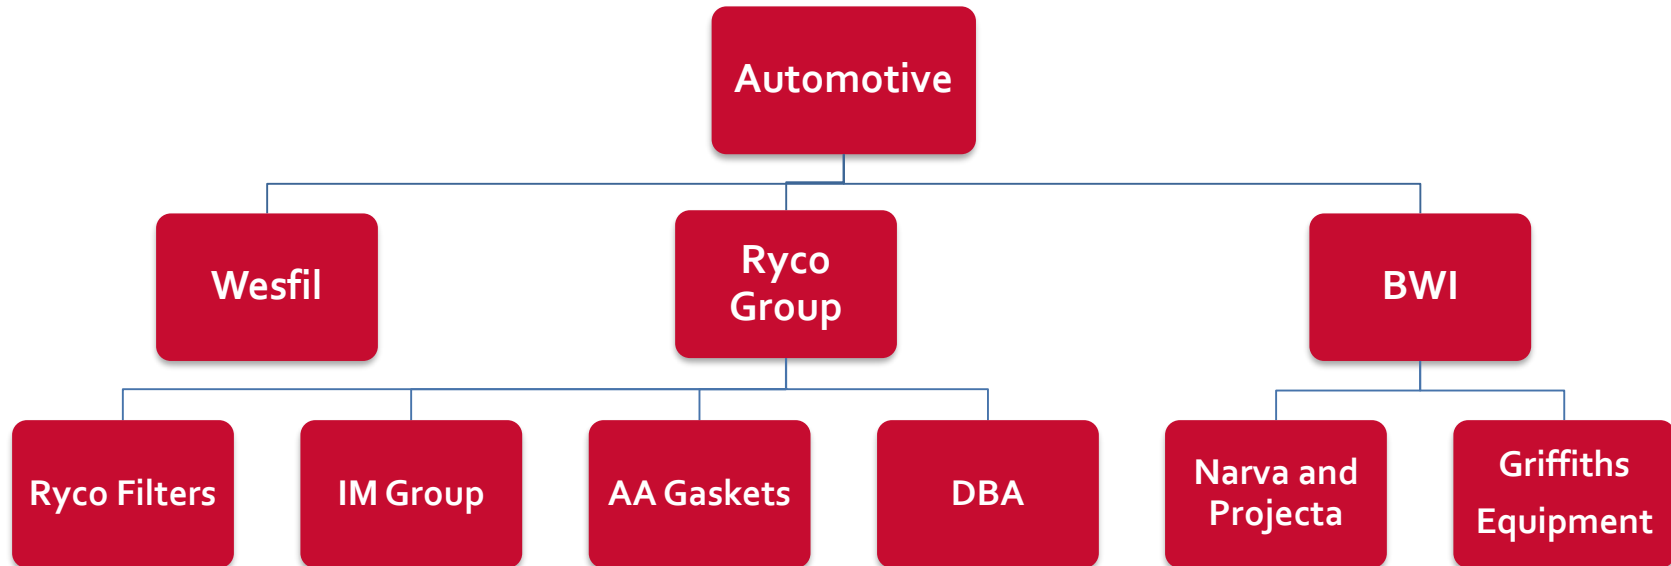 Automotive
Wesfil
Ryco
Group
BWI
Ryco Filters
IM Group
AA Gaskets
DBA
Narva and
Projecta
Griffiths
Equipment